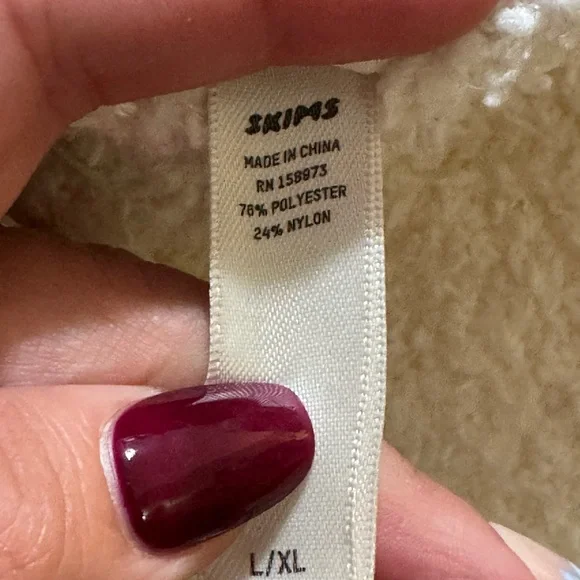 SKIMS
MADE IN CHINA
RN 158973
76% POLYESTER
24% NYLON
L/XL